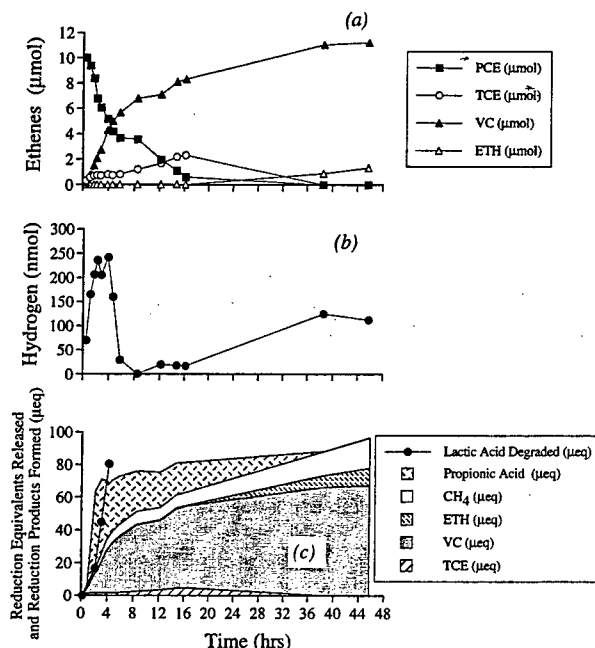 (a)
12
10
8
6
4
2
0
Ethenes (μmol)
PCE (μmol)
TCE (μmol)
VC (μmol)
ETH (μmol)
(b)
300
250
200
150
100
50
0
Hydrogen (nmol)
100
80
60
40
20
0
Reduction Equivalents Released
and Reduction Products Formed (μeq)
(c)
Lactic Acid Degraded (μeq)
Propionic Acid (μeq)
CH4 (μeq)
ETH (μeq)
VC (μeq)
TCE (μeq)
0 4 8 12 16 20 24 28 32 36 40 44 48
Time (hrs)